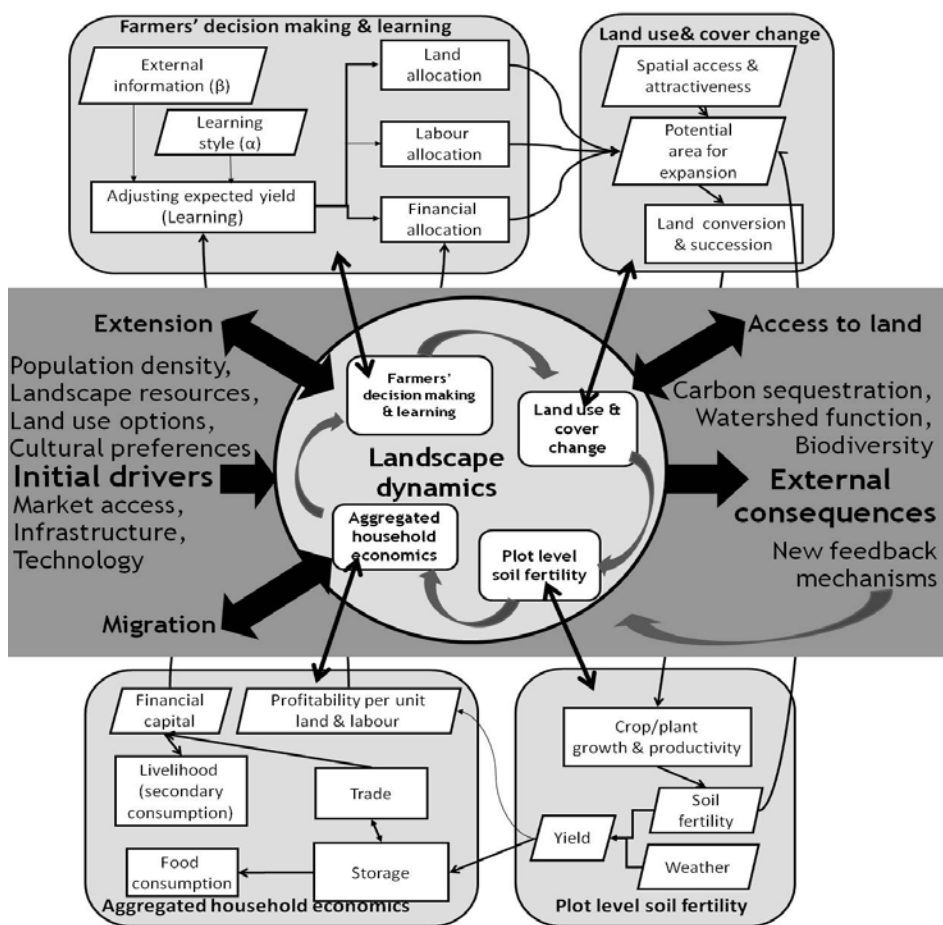 Farmers' decision making & learning
External
information (β)
Learning
style (α)
Adjusting expected yield
(Learning)
Land
allocation
Labour
allocation
Financial
allocation
Land use& cover change
Spatial access &
attractiveness
Potential
area for
expansion
Land conversion
& succession
Extension
Population density,
Landscape resources,
Land use options,
Cultural preferences
Initial drivers
Market access,
Infrastructure,
Technology
Migration
Farmers'
decision making
& learning
Land use &
cover
change
Landscape
dynamics
Aggregated
household
economics
Plot level
soil fertility
Access to land
Carbon sequestration,
Watershed function,
Biodiversity
External
consequences
New feedback
mechanisms
Financial
capital
Profitability per unit
land & labour
Livelihood
(secondary
consumption)
Trade
Food
consumption
Storage
Aggregated household economics
Crop/plant
growth & productivity
Soil
fertility
Yield
Weather
Plot level soil fertility